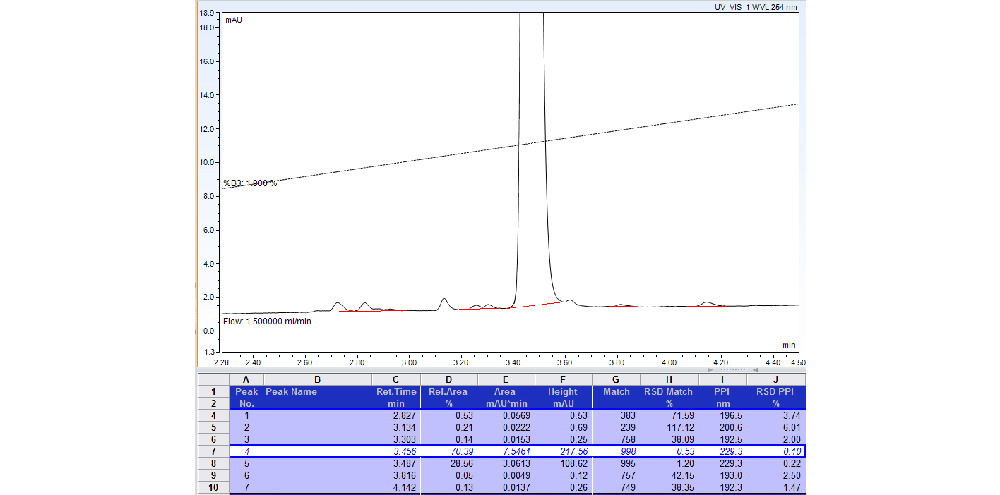 UV_VIS_1 WVL:254 nm
18.9
mAU
18.0
16.0
14.0
12.0
10.0
%B3: 1.900 %
8.0
6.0
4.0
2.0
Flow: 1.500000 ml/min
0.0
min
-1.3
2.28 2.40 2.60 2.80 3.00 3.20 3.40 3.60 3.80 4.00 4.20 4.40 4.50
A B C D E F G H I J
1 Peak Peak Name Ret.Time Rel.Area Area Height Match RSD Match PPI RSD PPI
2 No. min % mAU*min mAU % nm %
4 1 2.827 0.53 0.0569 0.53 383 71.59 196.5 3.74
5 2 3.134 0.21 0.0222 0.69 239 117.12 200.6 6.01
6 3 3.303 0.14 0.0153 0.25 758 38.09 192.5 2.00
7 4 3.456 70.39 7.5461 217.56 998 0.53 229.3 0.10
8 5 3.487 28.56 3.0613 108.62 995 1.20 229.3 0.22
9 6 3.816 0.05 0.0049 0.12 757 42.15 193.0 2.50
10 7 4.142 0.13 0.0137 0.26 749 38.35 192.3 1.47